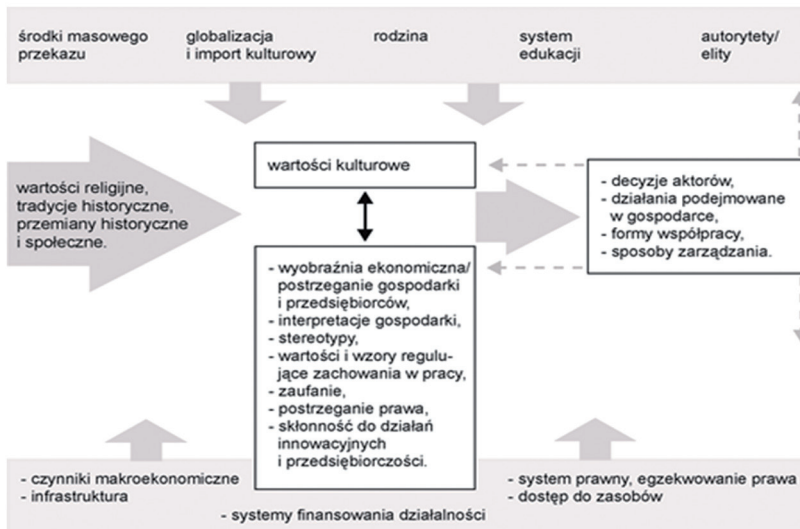 środki masowego
przekazu
globalizacja
i import kulturowy
rodzina
system
edukacji
autorytety/
elity
wartości religijne,
tradycje historyczne,
przemiany historyczne
i społeczne.
wartości kulturowe
- wyobraźnia ekonomiczna/
postrzeganie gospodarki
i przedsiębiorców,
- interpretacje gospodarki,
- stereotypy,
- wartości i wzory regulu-
jące zachowania w pracy,
- zaufanie,
- postrzeganie prawa,
- skłonność do działań
innowacyjnych
i przedsiębiorczości.
- decyzje aktorów,
- działania podejmowane
w gospodarce,
- formy współpracy,
- sposoby zarządzania.
- czynniki makroekonomiczne
- infrastruktura
- systemy finansowania działalności
- system prawny, egzekwowanie prawa
- dostęp do zasobów